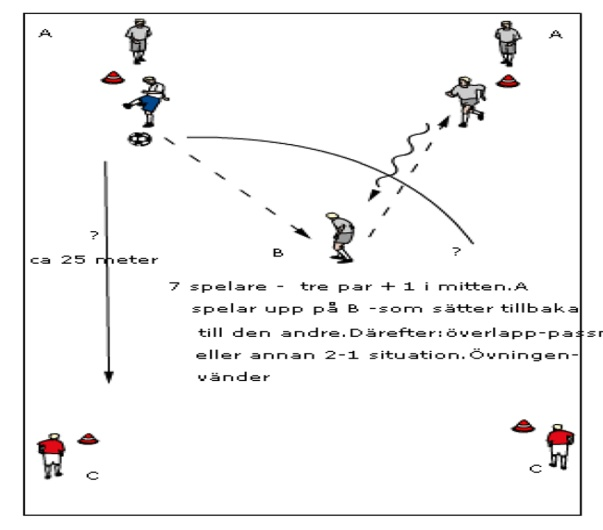 A
A
?
ca 25 meter
B
?
7 spelare - tre par + 1 i mitten.A
spelar upp på B -som sätter tillbaka
till den andre.Därefter:överlapp-passn
eller annan 2-1 situation.Övningen-
vänder
C
C